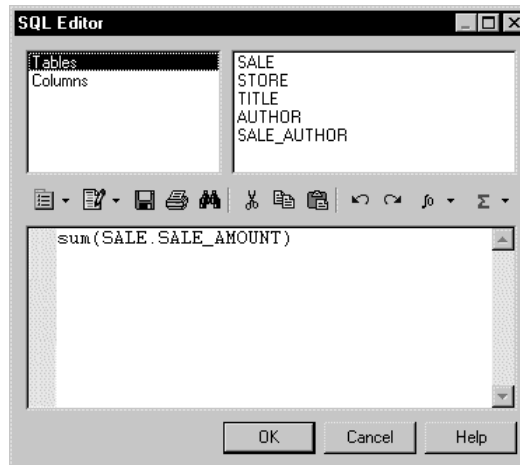 SQL Editor
Tables
Columns
SALE
STORE
TITLE
AUTHOR
SALE_AUTHOR
sum(SALE.SALE_AMOUNT)
OK
Cancel
Help